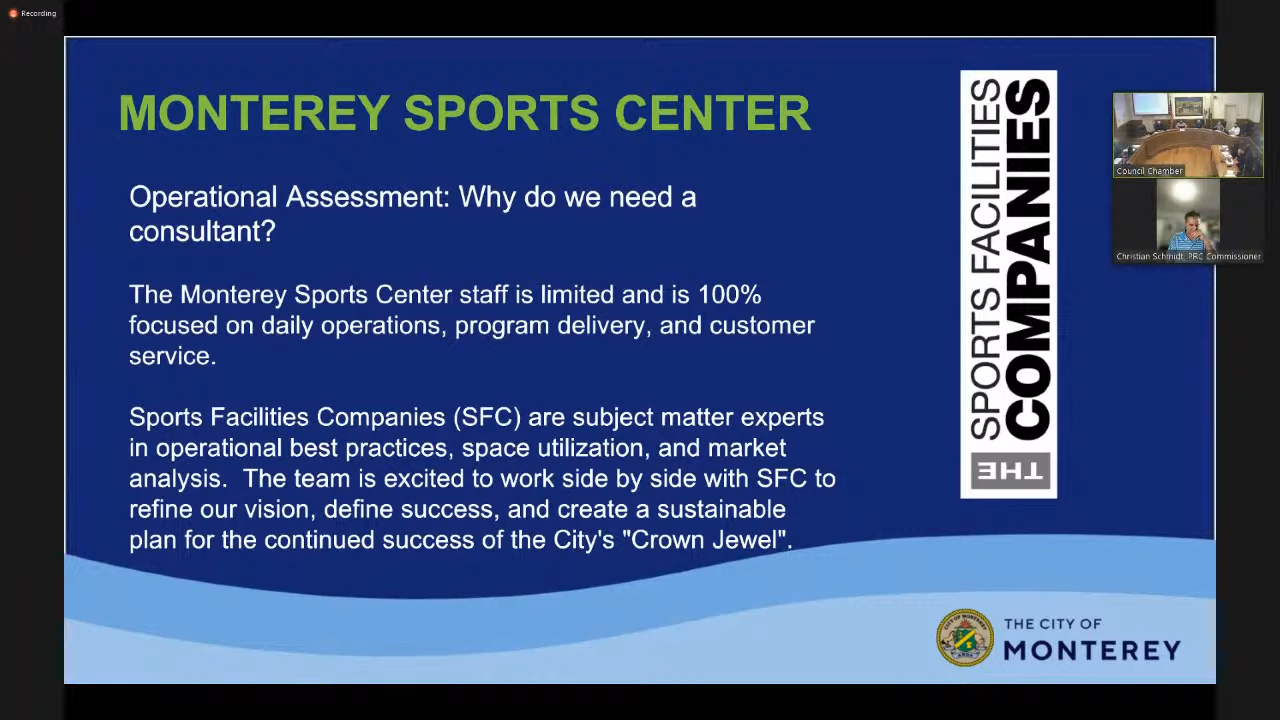 Recording
MONTEREY SPORTS CENTER
Operational Assessment: Why do we need a
consultant?
The Monterey Sports Center staff is limited and is 100%
focused on daily operations, program delivery, and customer
service.
Sports Facilities Companies (SFC) are subject matter experts
in operational best practices, space utilization, and market
analysis.  The team is excited to work side by side with SFC to
refine our vision, define success, and create a sustainable
plan for the continued success of the City's "Crown Jewel".
THE
SPORTS FACILITIES
COMPANIES
Council Chamber
Christian Schmidt, PRC Commissioner
THE CITY OF
MONTEREY